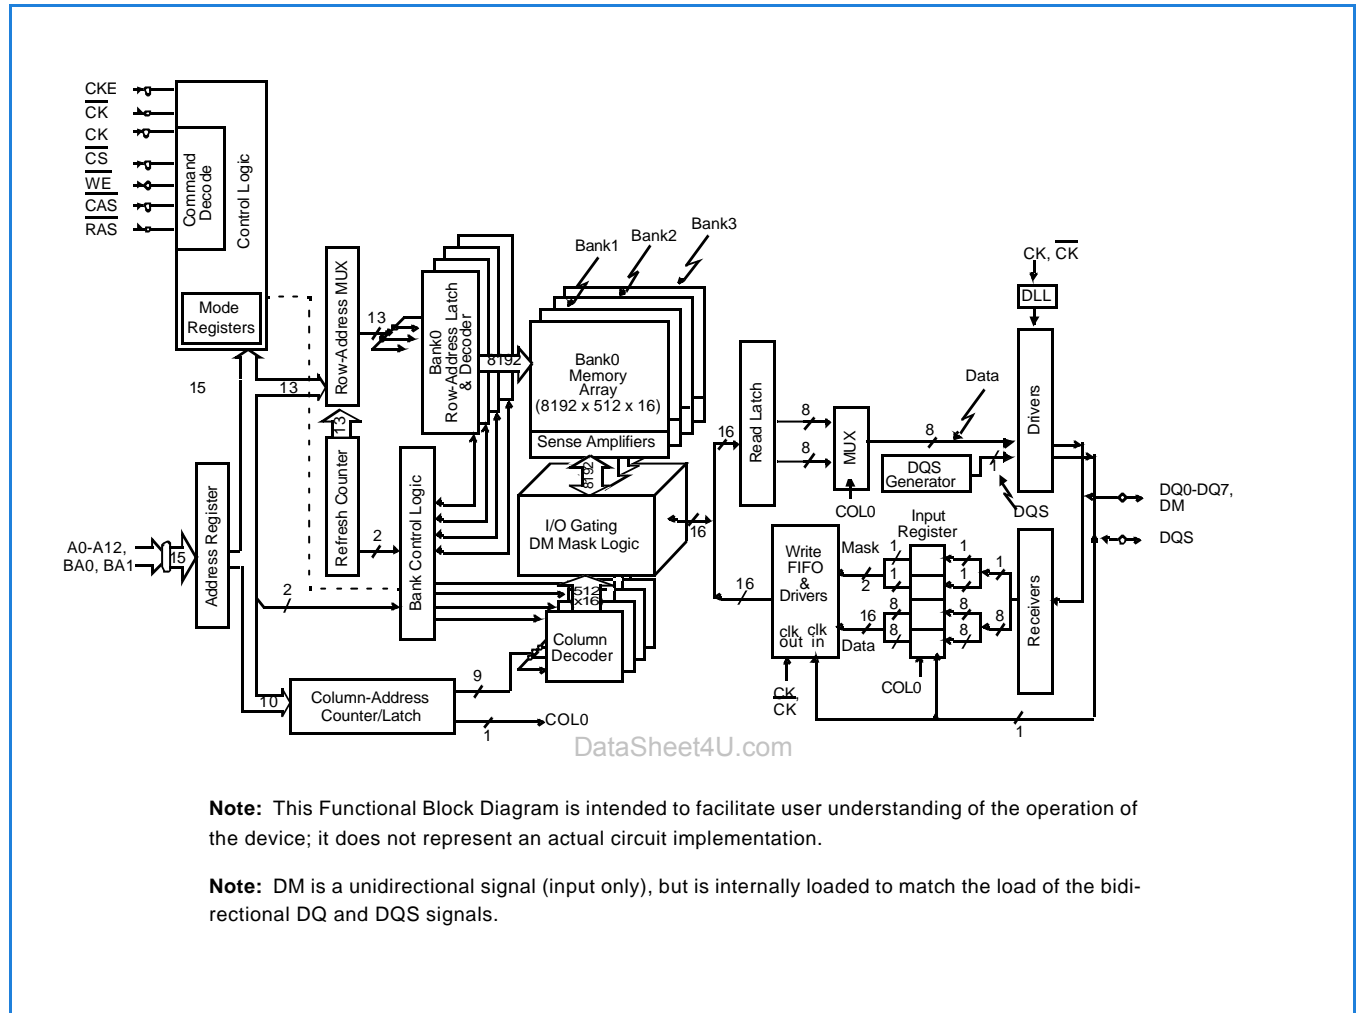 CKE
CK
CK
CS
WE
CAS
RAS
Command
Decode
Control Logic
Mode
Registers
Row-Address MUX
13
Bank0
Row-Address Latch
& Decoder
8192
Bank1
Bank2
Bank3
Bank0
Memory
Array
(8192 x 512 x 16)
Sense Amplifiers
8192
15
13
13
Refresh Counter
2
Bank Control Logic
I/O Gating
DM Mask Logic
16
A0-A12,
BA0, BA1
15
Address Register
2
512
x16
Column
Decoder
10
Column-Address
Counter/Latch
9
1
COL0
16
Read Latch
8
8
MUX
COL0
8
Data
DQS
Generator
1
DQS
CK, CK
DLL
Drivers
DQ0-DQ7,
DM
DQS
Input
Register
16
Write
FIFO
&
Drivers
clk
out
clk
in
Mask
2
16
Data
1
1
8
8
1
1
8
8
1
8
Receivers
CK,
CK
COL0
1
DataSheet4U.com
Note: This Functional Block Diagram is intended to facilitate user understanding of the operation of
the device; it does not represent an actual circuit implementation.
Note: DM is a unidirectional signal (input only), but is internally loaded to match the load of the bidi-
rectional DQ and DQS signals.